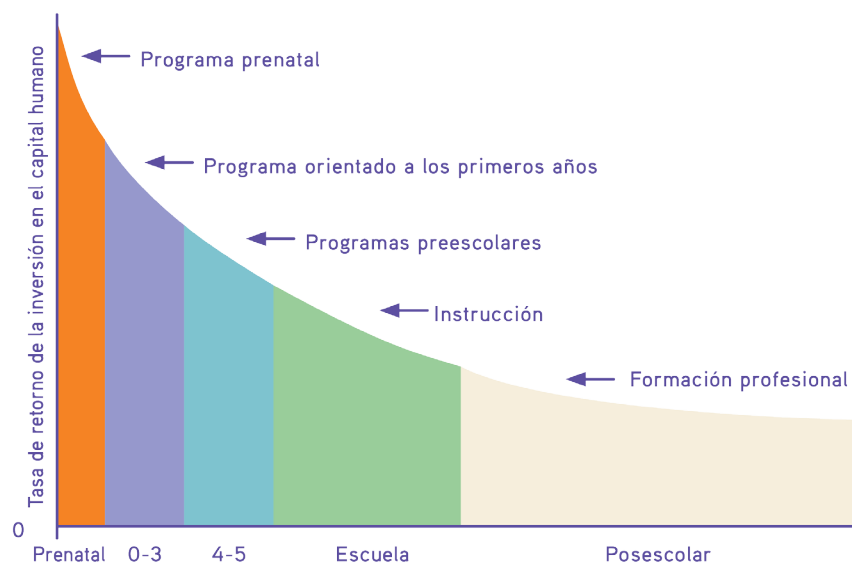 Tasa de retorno de la inversión en el capital humano
Programa prenatal
Programa orientado a los primeros años
Programas preescolares
Instrucción
Formación profesional
0
Prenatal
0-3
4-5
Escuela
Posescolar